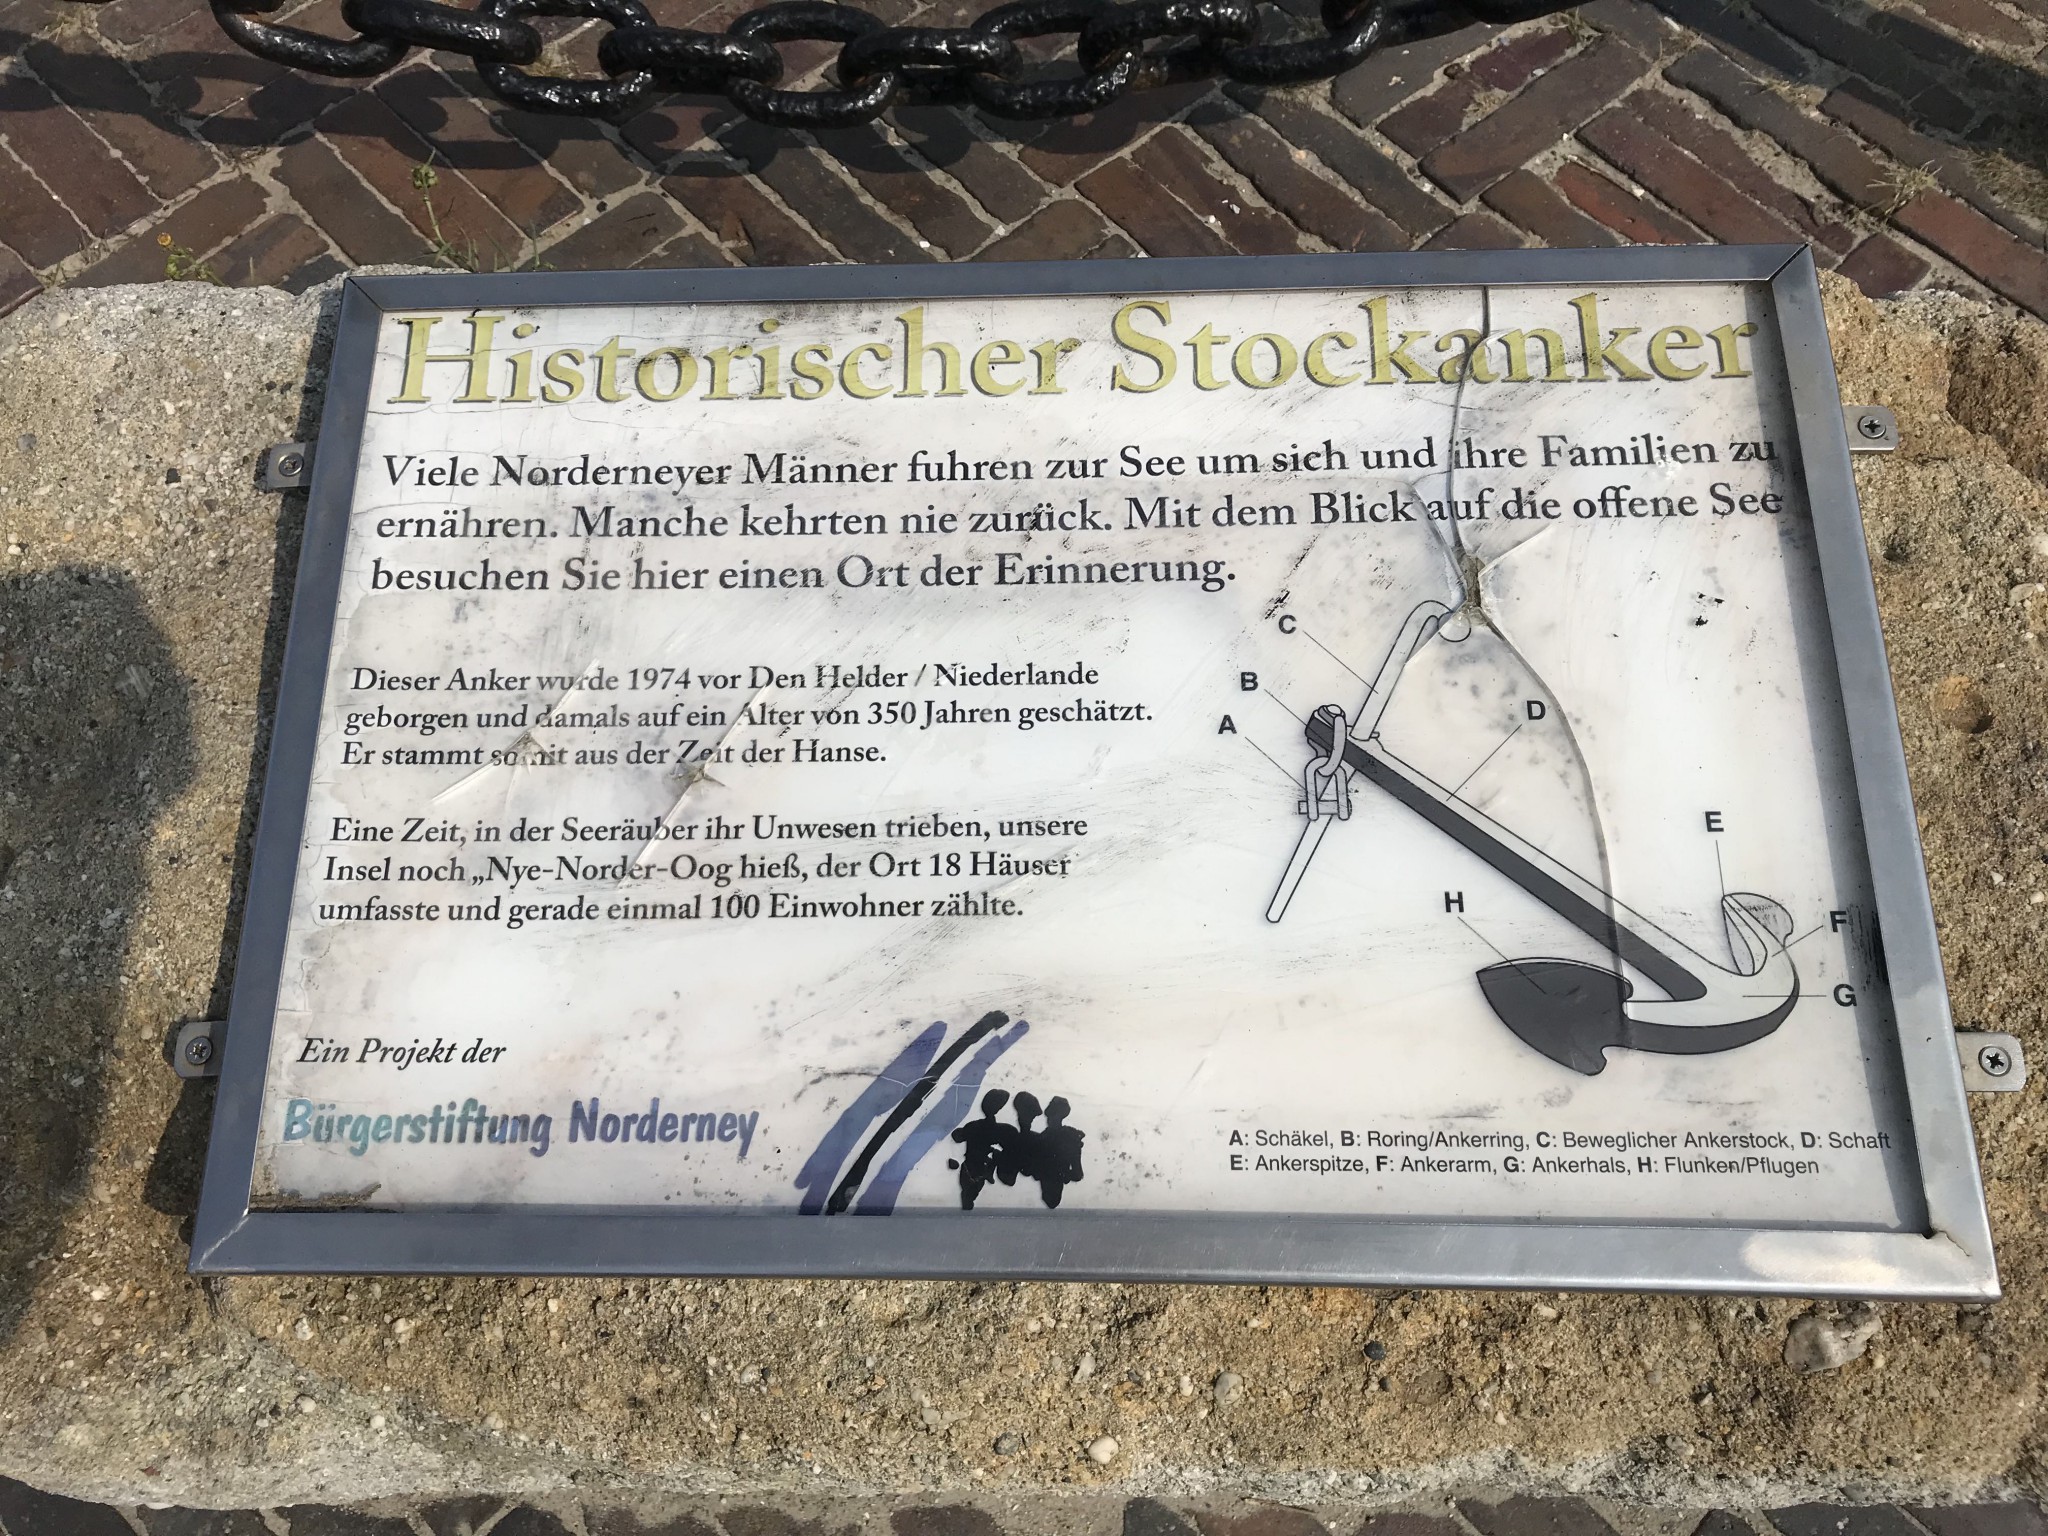 Historischer Stockanker
Viele Norderneyer Männer fuhren zur See um sich und ihre Familien zu
ernähren. Manche kehrten nie zurück. Mit dem Blick auf die offene See
besuchen Sie hier einen Ort der Erinnerung.
Dieser Anker wurde 1974 vor Den Helder / Niederlande
geborgen und damals auf ein Alter von 350 Jahren geschätzt.
Er stammt somit aus der Zeit der Hanse.
Eine Zeit, in der Seeräuber ihr Unwesen trieben, unsere
Insel noch „Nye-Norder-Oog hieß, der Ort 18 Häuser
umfasste und gerade einmal 100 Einwohner zählte.
Ein Projekt der
Bürgerstiftung Norderney
C
B
A
D
E
H
F
G
A: Schäkel, B: Roring/Ankerring, C: Beweglicher Ankerstock, D: Schaft
E: Ankerspitze, F: Ankerarm, G: Ankerhals, H: Flunken/Pflugen